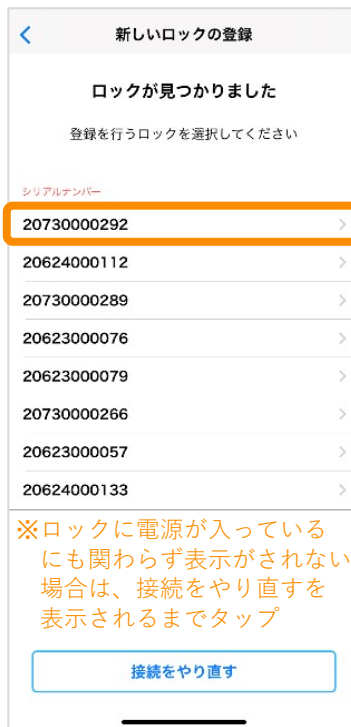 新しいロックの登録
ロックが見つかりました
登録を行うロックを選択してください
シリアルナンバー
20730000292
20624000112
20730000289
20623000076
20623000079
20730000266
20623000057
20624000133
※ロックに電源が入っている
にも関わらず表示がされない
場合は、接続をやり直すを
表示されるまでタップ
接続をやり直す